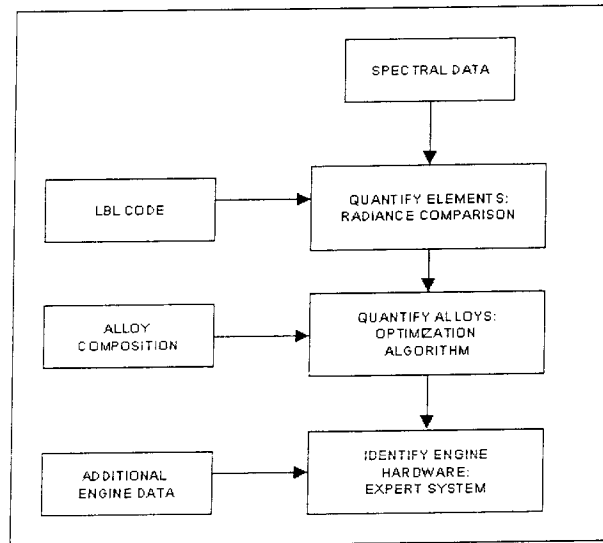 SPECTRAL DATA
LBL CODE
QUANTIFY ELEMENTS:
RADIANCE COMPARISON
ALLOY
COMPOSITION
QUANTIFY ALLOYS:
OPTIMIZATION
ALGORITHM
ADDITIONAL
ENGINE DATA
IDENTIFY ENGINE
HARDWARE:
EXPERT SYSTEM